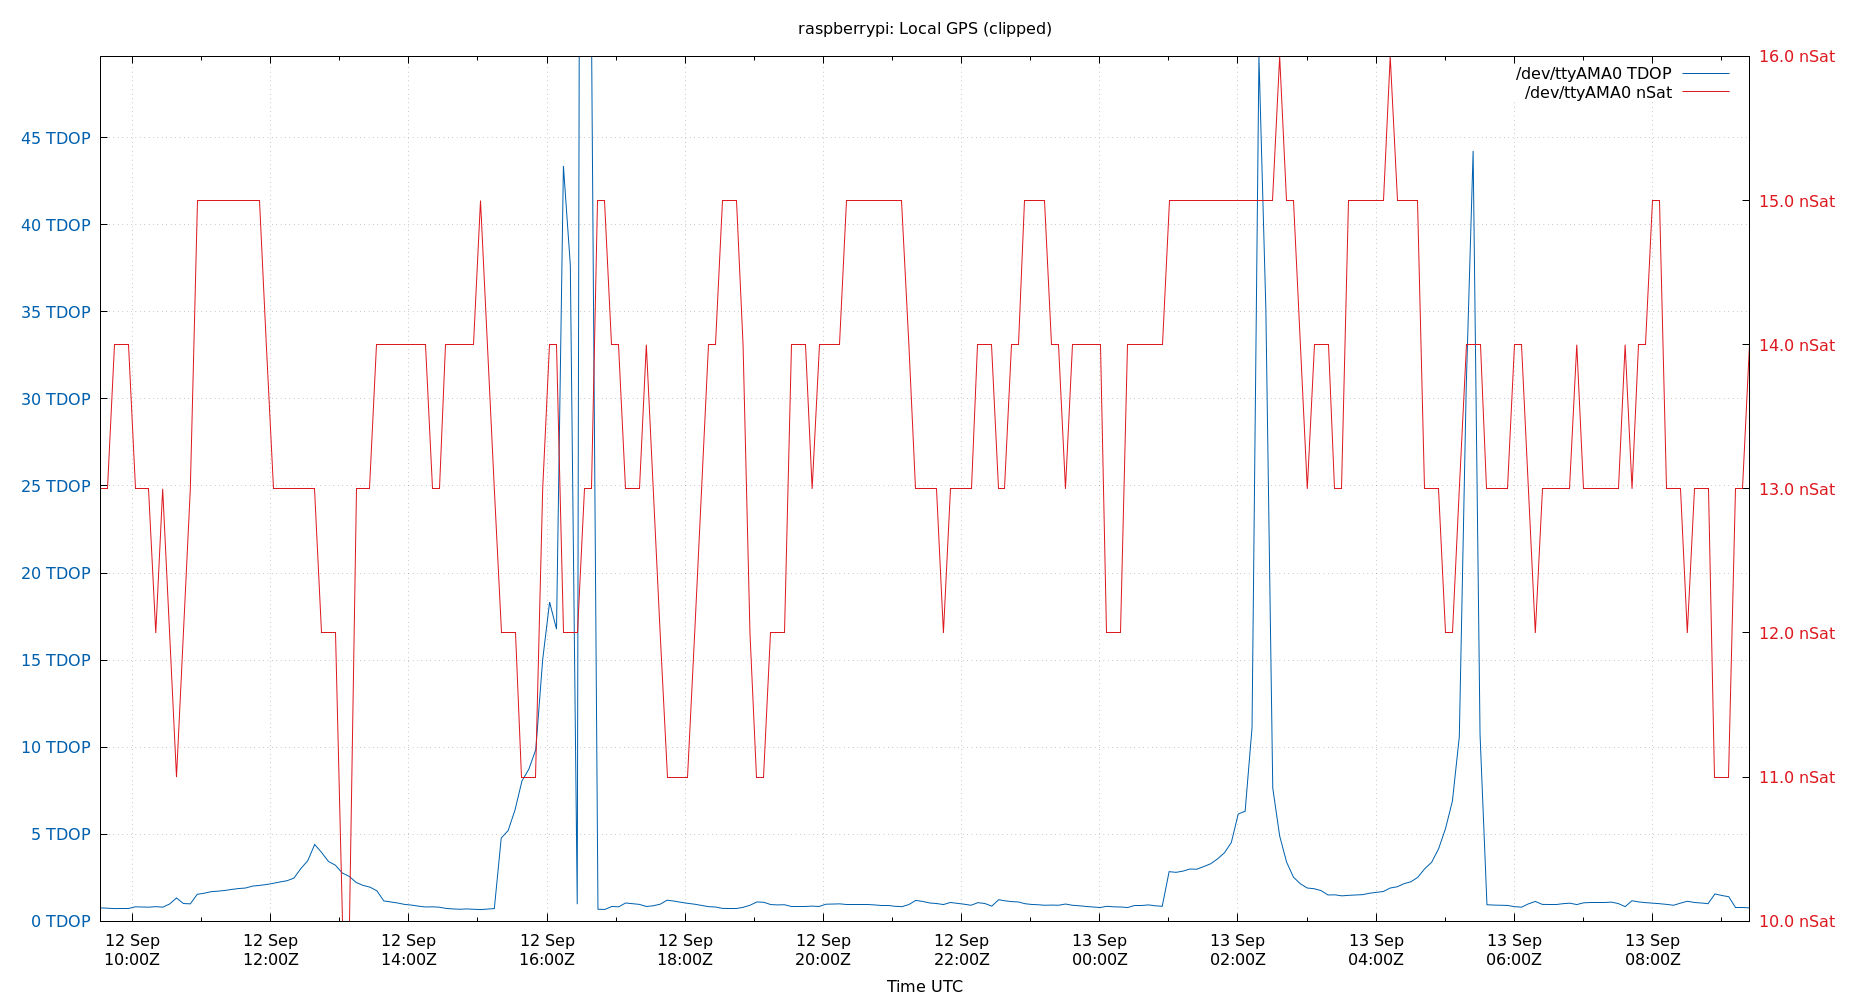 raspberrypi: Local GPS (clipped)
/dev/ttyAMA0 TDOP
/dev/ttyAMA0 nSat
45 TDOP
40 TDOP
35 TDOP
30 TDOP
25 TDOP
20 TDOP
15 TDOP
10 TDOP
5 TDOP
0 TDOP
16.0 nSat
15.0 nSat
14.0 nSat
13.0 nSat
12.0 nSat
11.0 nSat
10.0 nSat
12 Sep 12 Sep 12 Sep 12 Sep 12 Sep 12 Sep 12 Sep 13 Sep 13 Sep 13 Sep 13 Sep 13 Sep
10:00Z 12:00Z 14:00Z 16:00Z 18:00Z 20:00Z 22:00Z 00:00Z 02:00Z 04:00Z 06:00Z 08:00Z
Time UTC